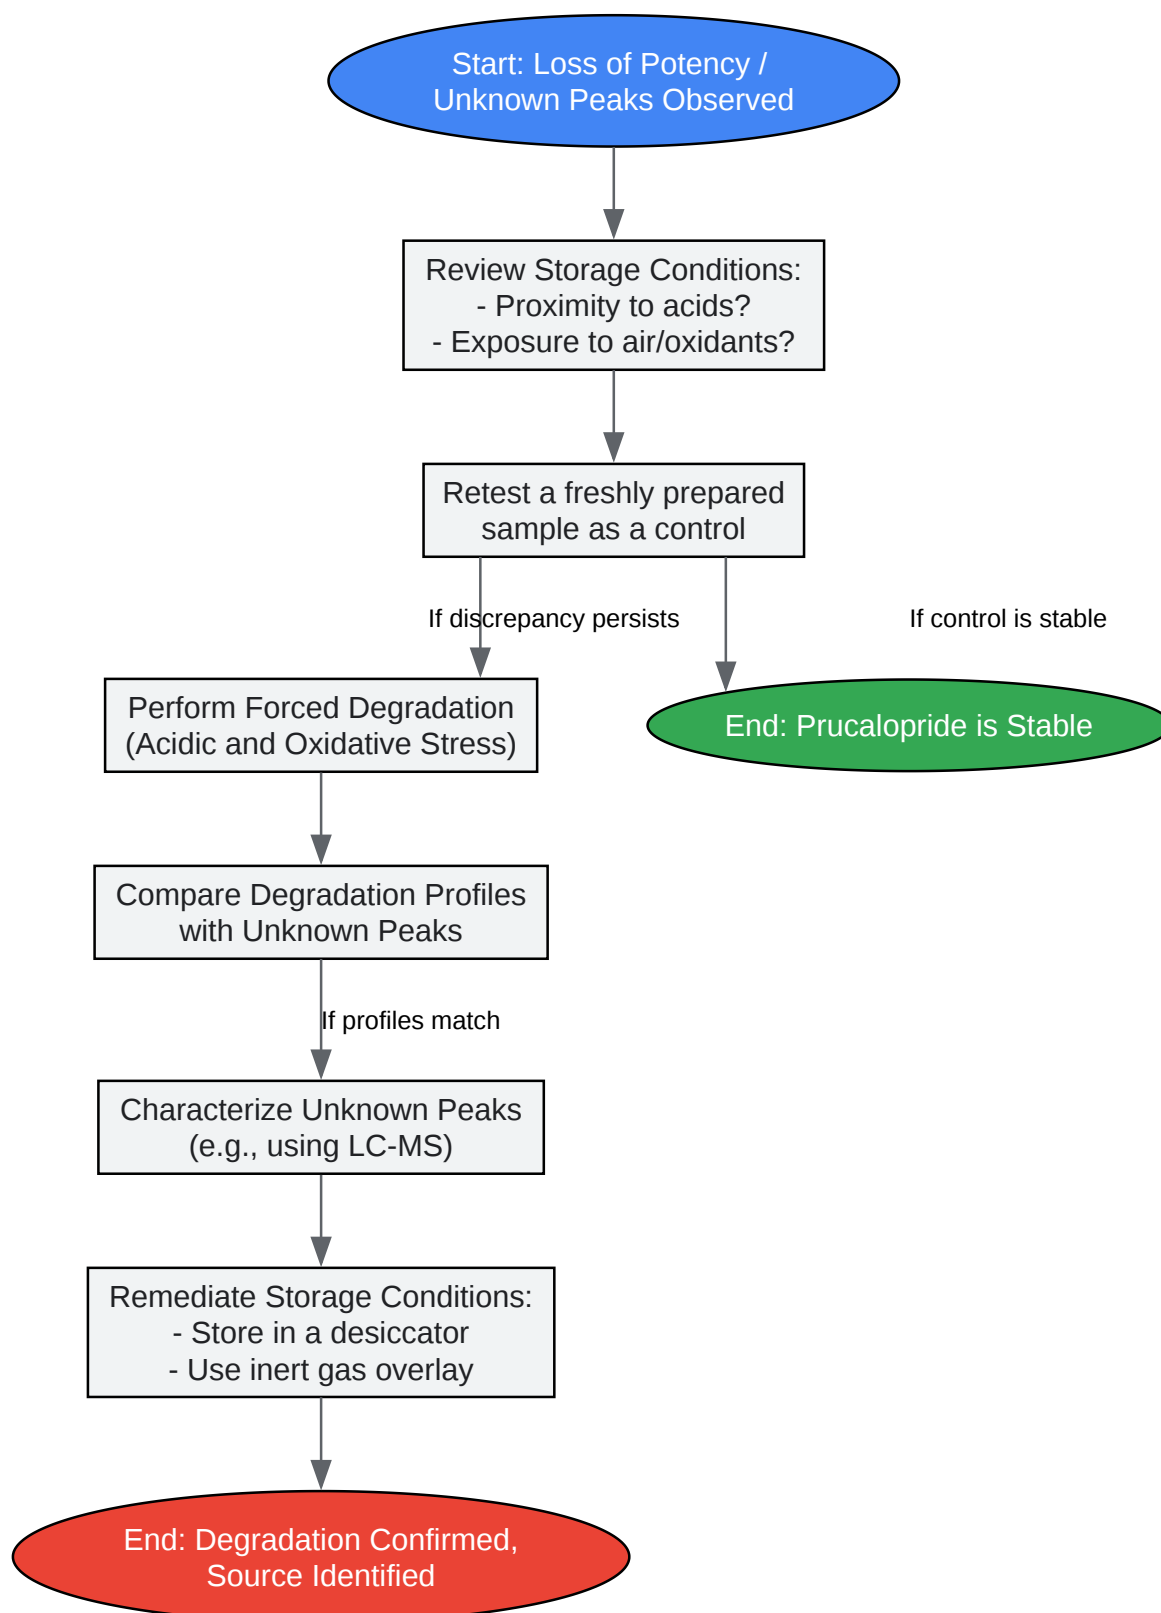 Start: Loss of Potency /
Unknown Peaks Observed
Review Storage Conditions:
- Proximity to acids?
- Exposure to air/oxidants?
Retest a freshly prepared
sample as a control
If discrepancy persists
If control is stable
Perform Forced Degradation
(Acidic and Oxidative Stress)
End: Prucalopride is Stable
Compare Degradation Profiles
with Unknown Peaks
If profiles match
Characterize Unknown Peaks
(e.g., using LC-MS)
Remediate Storage Conditions:
- Store in a desiccator
- Use inert gas overlay
End: Degradation Confirmed,
Source Identified